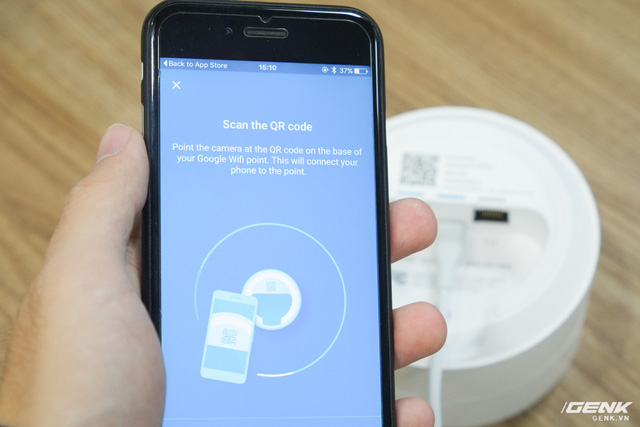 Back to App Store
15:10
37%
Scan the QR code
Point the camera at the QR code on the base of
your Google Wifi point. This will connect your
phone to the point.
GENK
GENK.VN